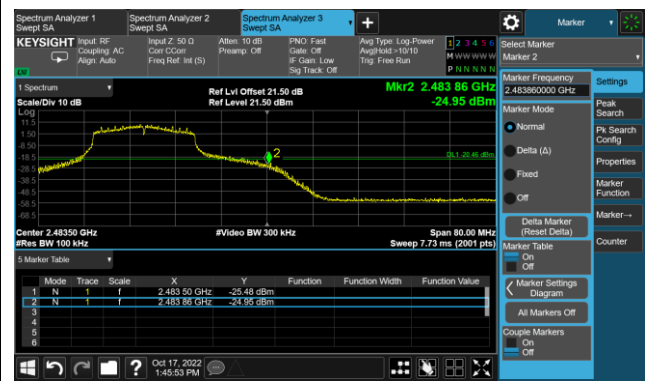 Spectrum Analyzer 1
Swept SA
Spectrum Analyzer 2
Swept SA
Spectrum Analyzer 3
Swept SA
Marker
KEYSIGHT
Input: RF
Coupling: AC
Align: Auto
Input Z: 50 Ω
Corr CCorr
Freq Ref: Int (S)
Atten: 10 dB
Preamp: Off
PNO: Fast
Gate: Off
IF Gain: Low
Sig Track: Off
Avg Type: Log-Power
Avg|Hold:>10/10
Trig: Free Run
1 2 3 4 5 6
M W W W W W
P N N N N N
Select Marker
Marker 2
1 Spectrum
Scale/Div 10 dB
Log
Ref Lvl Offset 21.50 dB
Ref Level 21.50 dBm
Mkr2 2.483 86 GHz
-24.95 dBm
11.5
1.50
-8.50
-18.5
-28.5
-38.5
-48.5
-58.5
-68.5
2
Center 2.48350 GHz
#Res BW 100 kHz
#Video BW 300 kHz
Span 80.00 MHz
Sweep 7.73 ms (2001 pts)
5 Marker Table
Mode Trace Scale X Y Function Function Width Function Value
1 N 1 f 2.483 50 GHz -25.48 dBm
2 N 1 f 2.483 86 GHz -24.95 dBm
3
4
5
6
Marker Frequency
2.483860000 GHz
Marker Mode
Normal
Delta (Δ)
Fixed
Off
Delta Marker
(Reset Delta)
Marker Table
On
Off
Marker Settings
Diagram
All Markers Off
Couple Markers
On
Off
Settings
Peak
Search
Pk Search
Config
Properties
Marker
Function
Marker→
Counter
?
Oct 17, 2022
1:45:53 PM